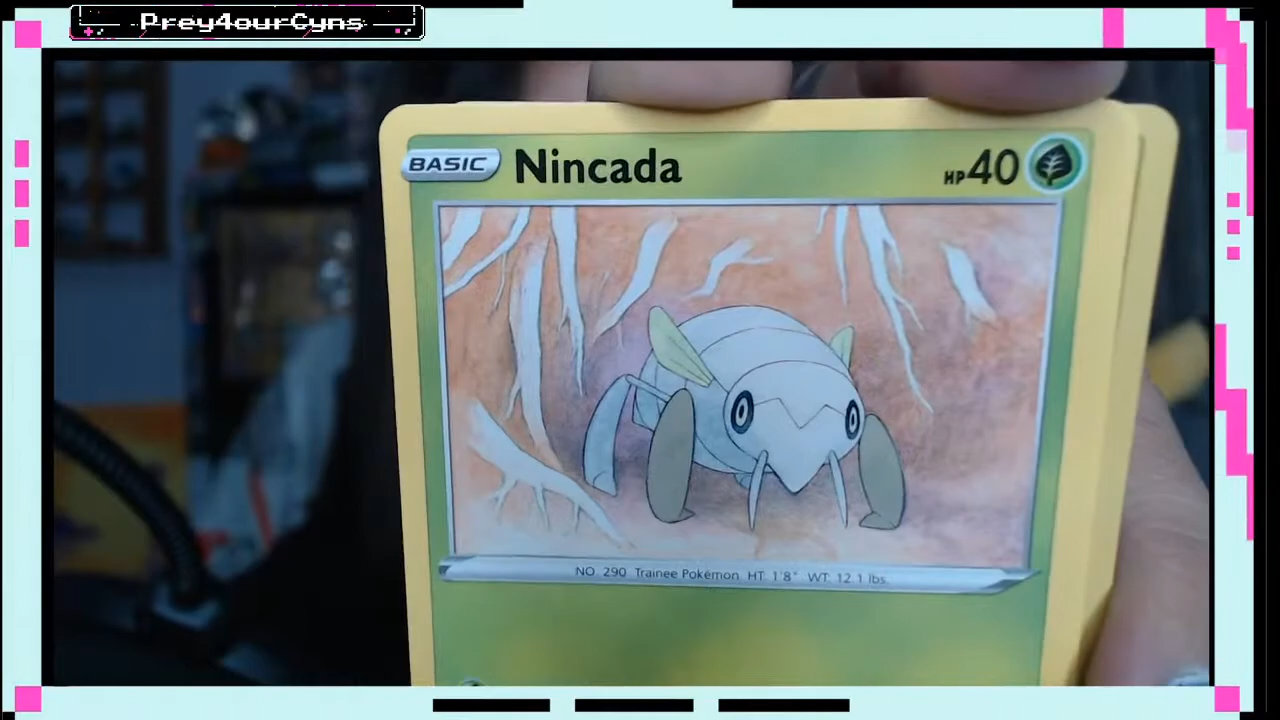 Prey4ourCyns
BASIC Nincada HP40
NO 290 Trainee Pokémon HT: 1'8" WT: 12.1 lbs.